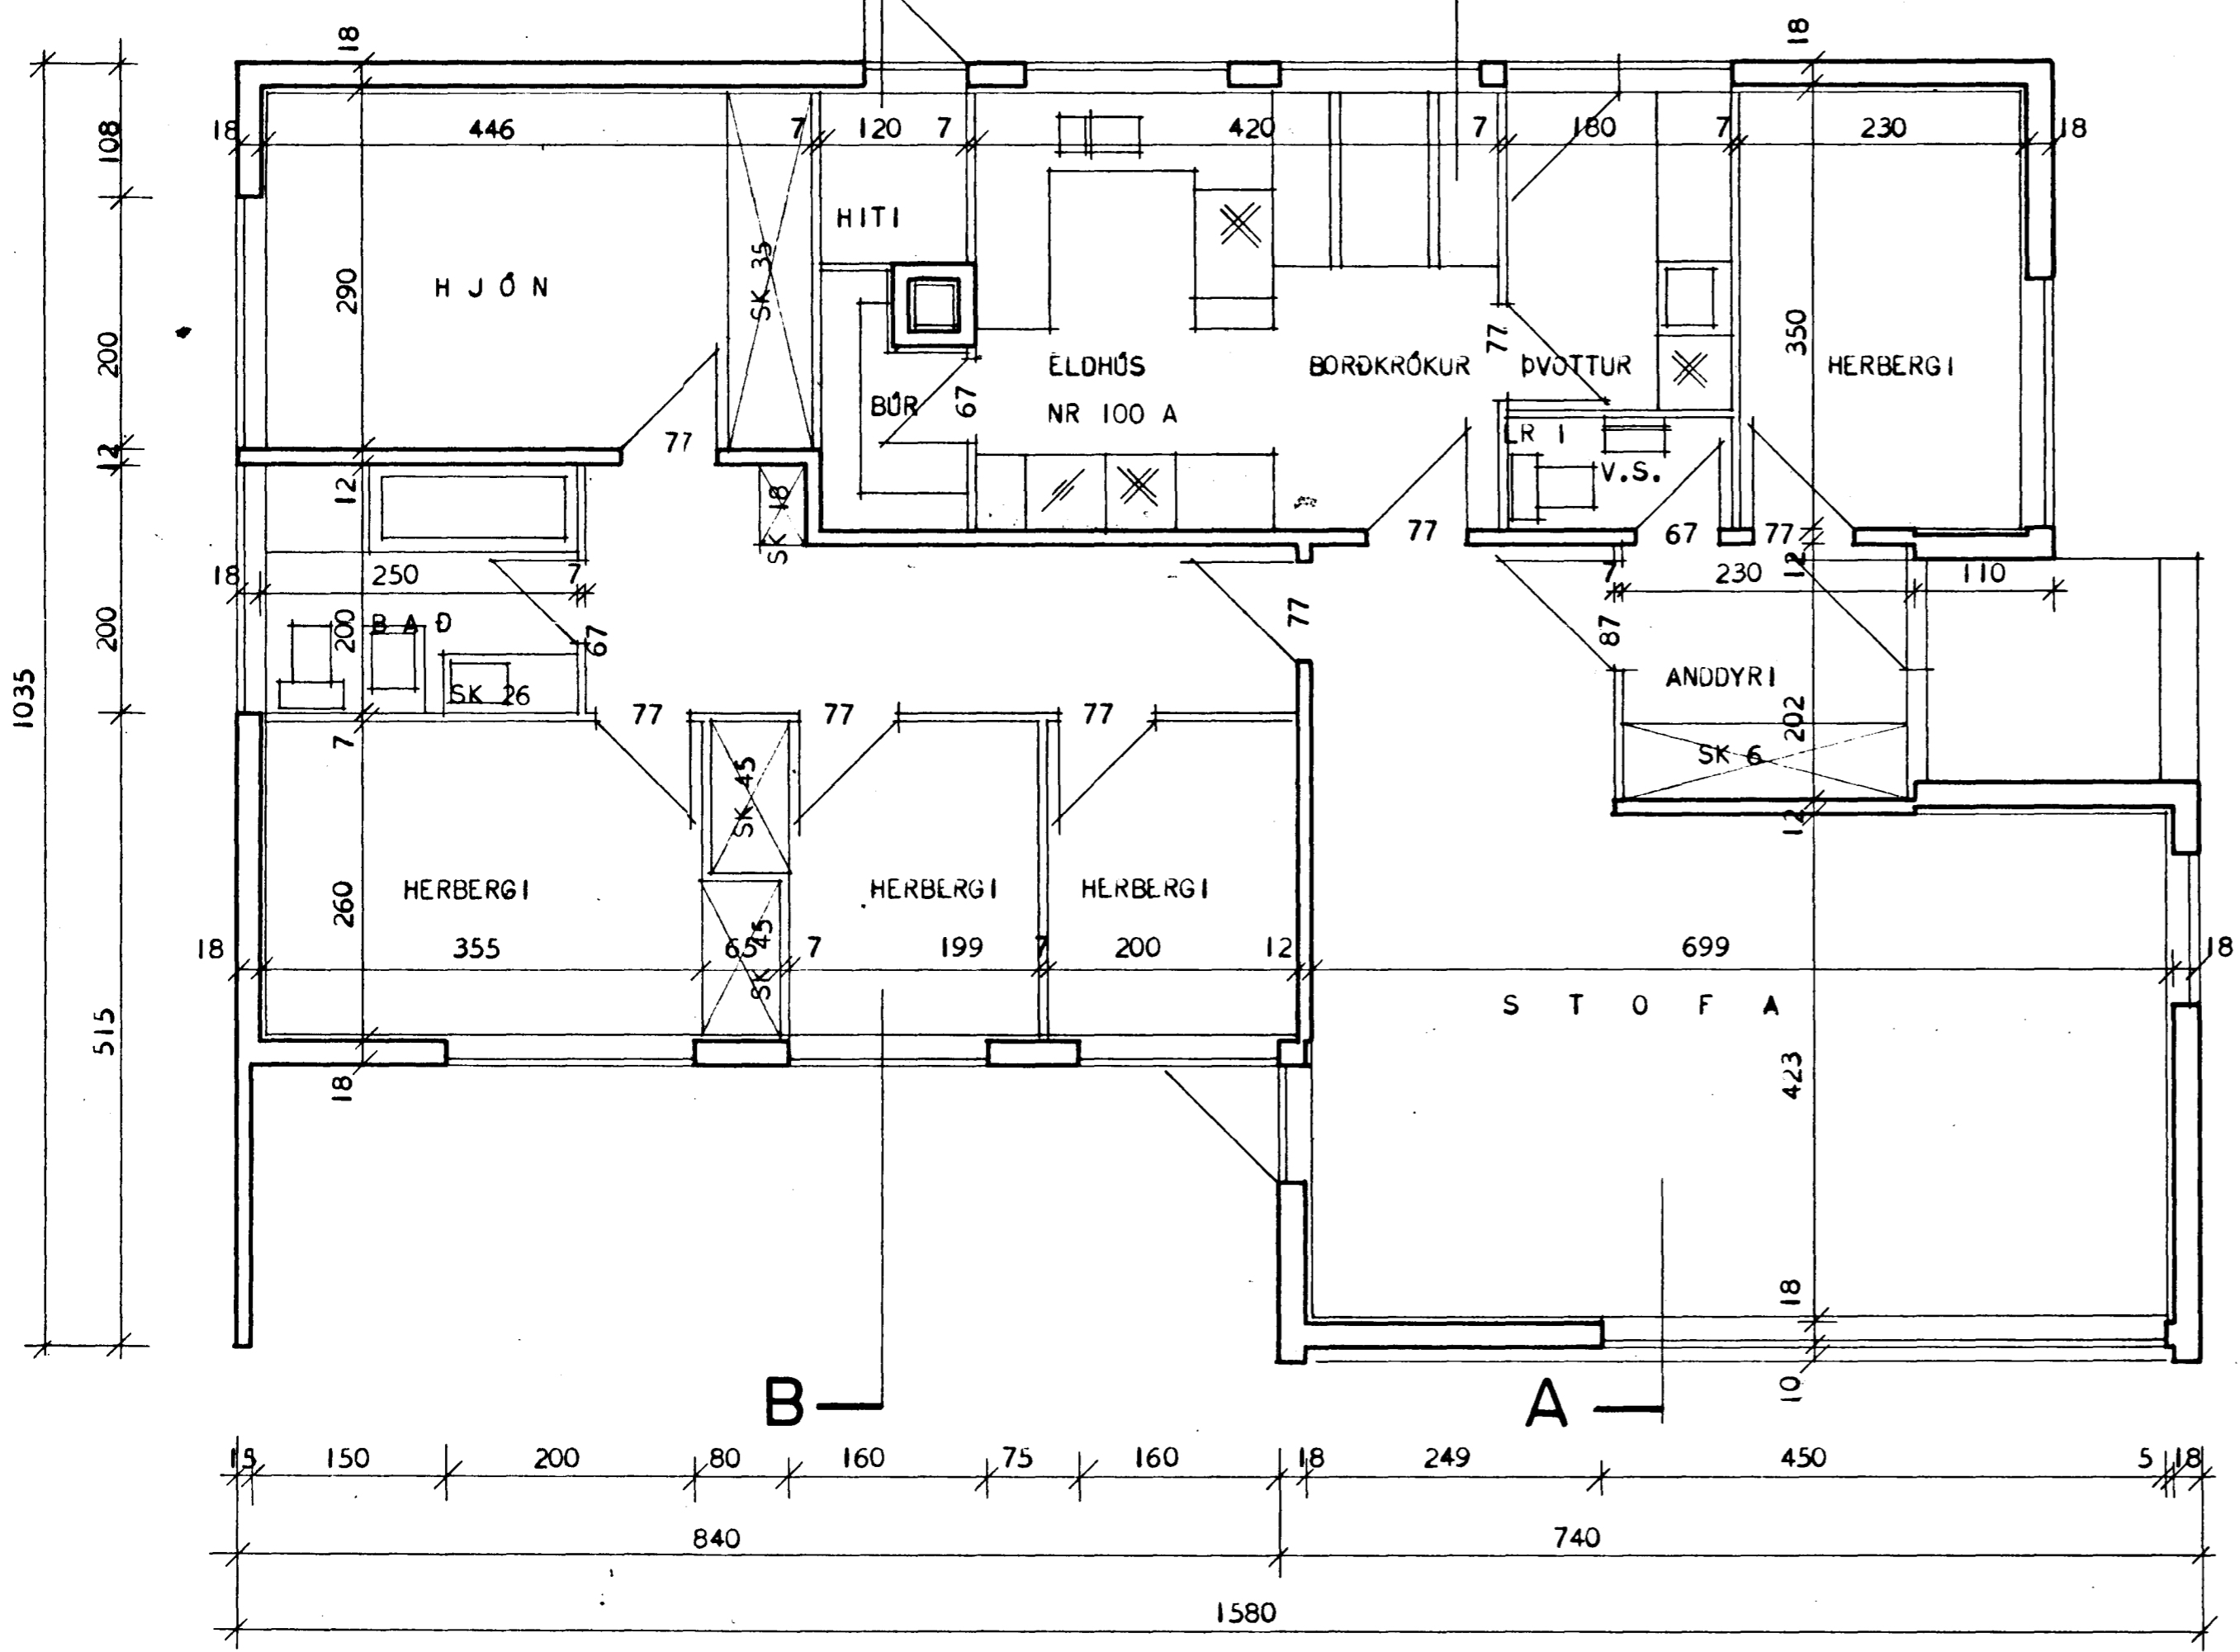 18 18
18 446 7 120 7 420 7 180 7 230 18
108
HITI
SK 35
290
HJÓN
200
77
350
ELDHÚS BORÐKRÓKUR ÞVOTTUR HERBERGI
BÚR 67
NR 100 A
77
LR 1
V.S.
12
12
SK 18
77 67 77
12
18 250 7
7 230 110
200
200
BAÐ
67
77
87
1035
ANDDYRI
SK 26
77 77 77
202
7
SK 6
SK 45
12
260
HERBERGI HERBERGI HERBERGI
SK 45
18 355 65 7 199 7 200 12 699 18
STOFA
515
18
423
18
10
B A
15 150 200 80 160 75 160 18 249 450 5 18
840 740
1580